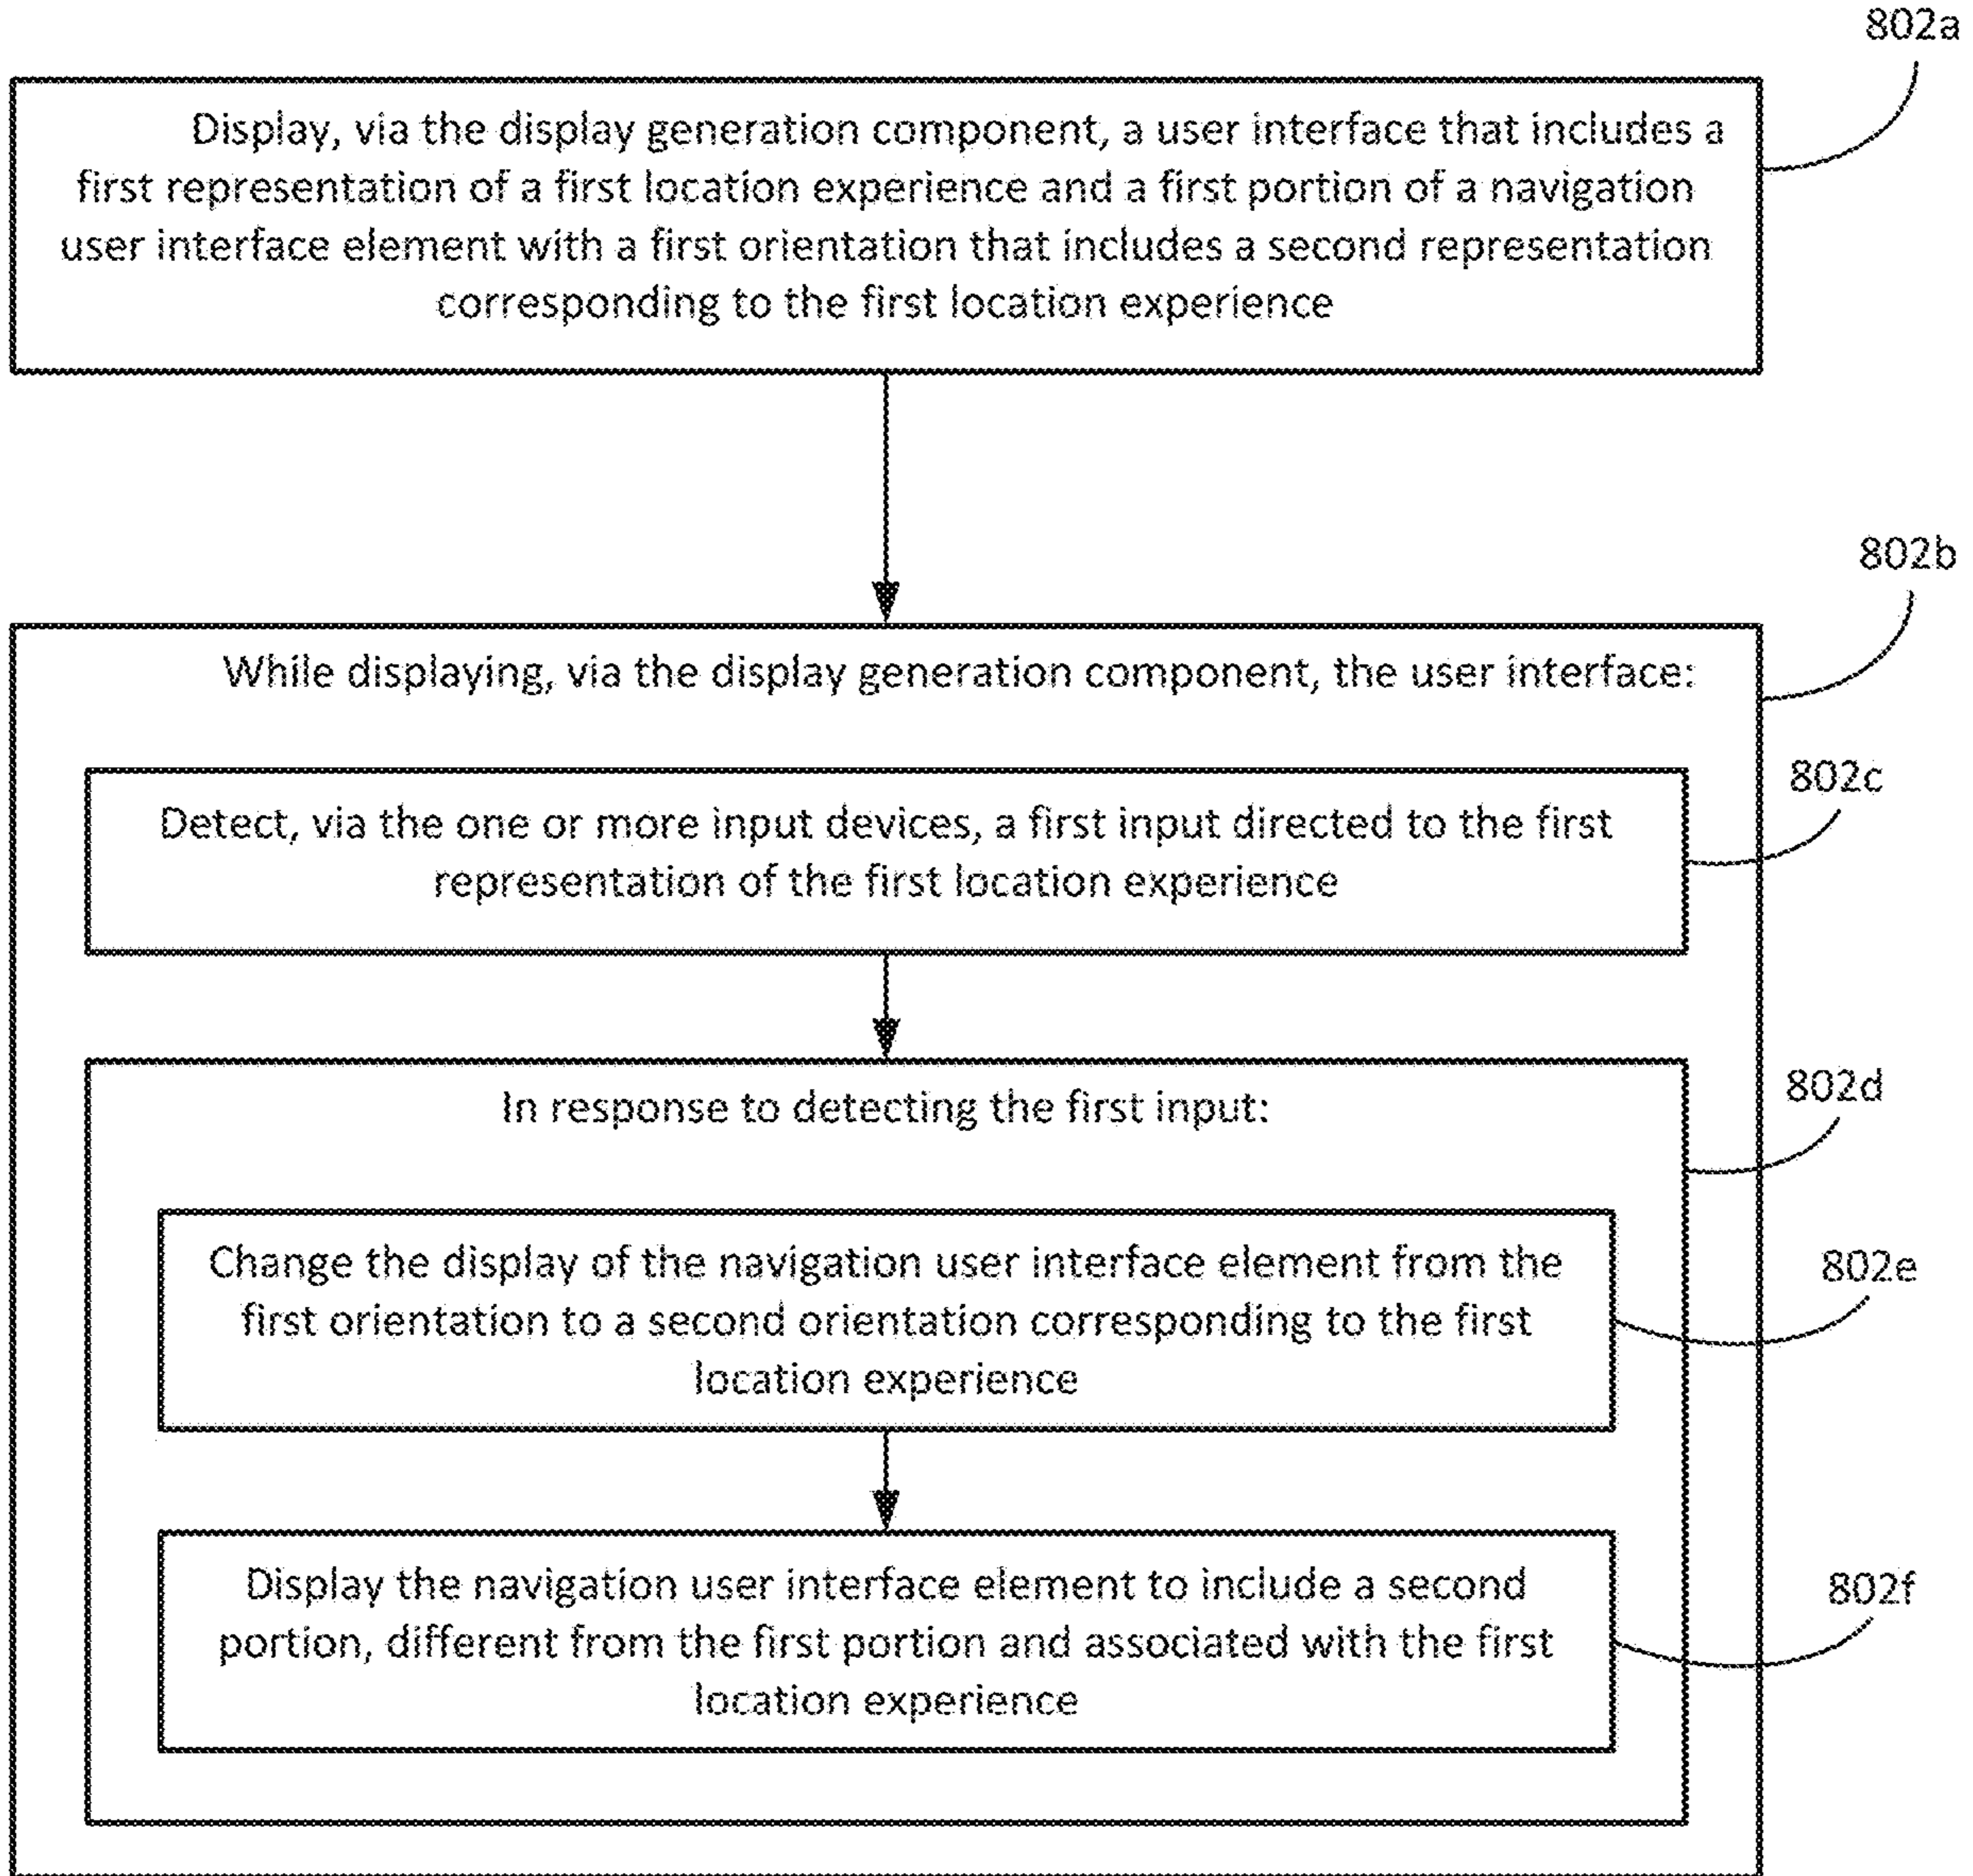 802a
Display, via the display generation component, a user interface that includes a
first representation of a first location experience and a first portion of a navigation
user interface element with a first orientation that includes a second representation
corresponding to the first location experience
802b
While displaying, via the display generation component, the user interface:
802c
Detect, via the one or more input devices, a first input directed to the first
representation of the first location experience
802d
In response to detecting the first input:
802e
Change the display of the navigation user interface element from the
first orientation to a second orientation corresponding to the first
location experience
802f
Display the navigation user interface element to include a second
portion, different from the first portion and associated with the first
location experience